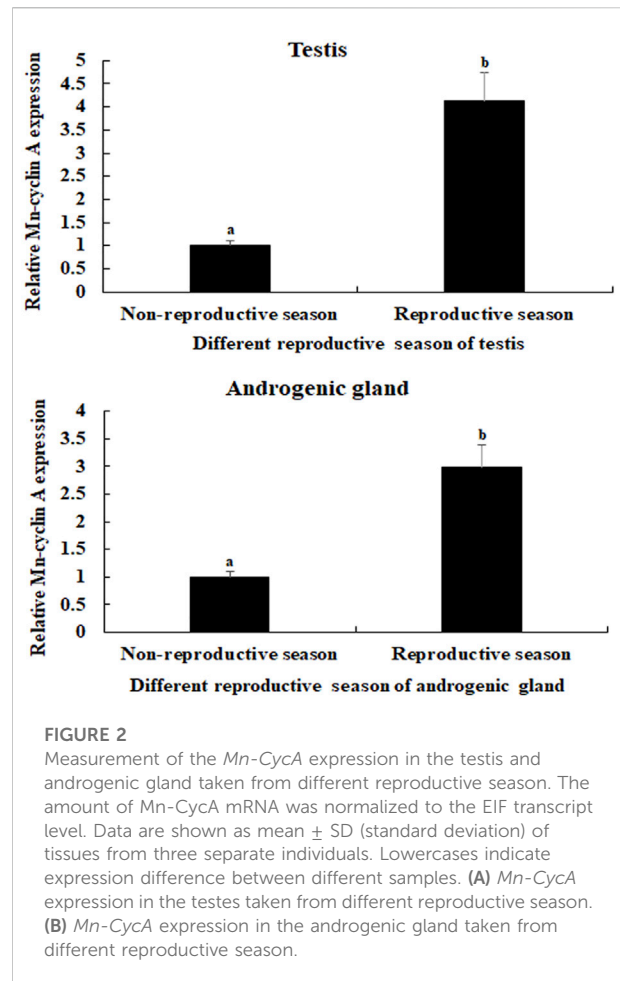 Testis
Relative Mn-cyclin A expression
5
4.5
4
3.5
3
2.5
2
1.5
1
0.5
0
a
b
Non-reproductive season
Reproductive season
Different reproductive season of testis
Androgenic gland
Relative Mn-cyclin A expression
4
3.5
3
2.5
2
1.5
1
0.5
0
a
b
Non-reproductive season
Reproductive season
Different reproductive season of androgenic gland
FIGURE 2
Measurement of the Mn-CycA expression in the testis and
androgenic gland taken from different reproductive season. The
amount of Mn-CycA mRNA was normalized to the EIF transcript
level. Data are shown as mean ± SD (standard deviation) of
tissues from three separate individuals. Lowercases indicate
expression difference between different samples. (A) Mn-CycA
expression in the testes taken from different reproductive season.
(B) Mn-CycA expression in the androgenic gland taken from
different reproductive season.